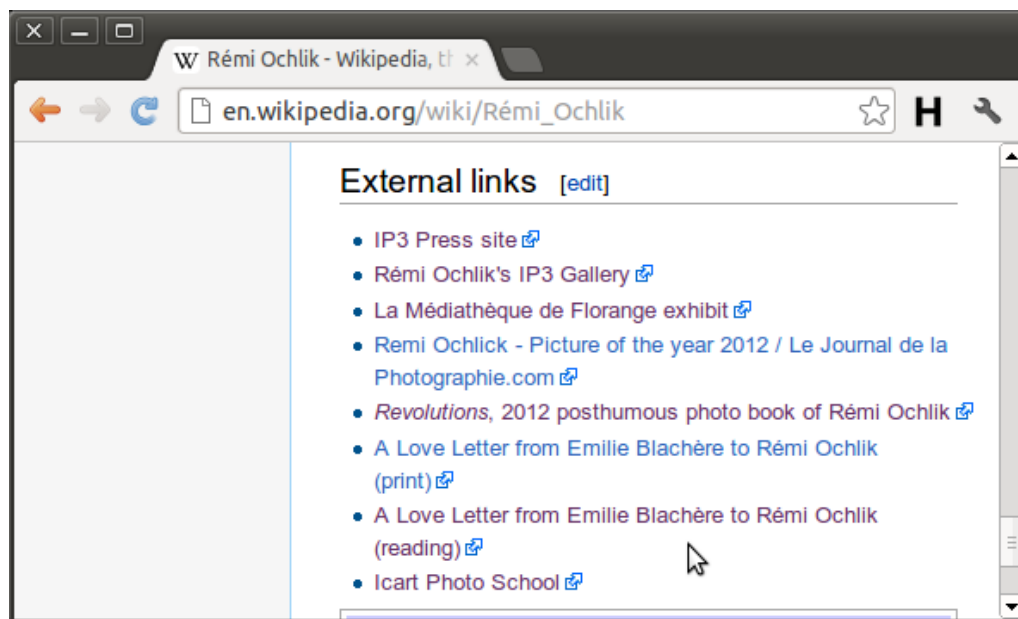 Rémi Ochlik - Wikipedia, th
en.wikipedia.org/wiki/Rémi_Ochlik
H
External links [edit]
IP3 Press site
Rémi Ochlik's IP3 Gallery
La Médiathèque de Florange exhibit
Remi Ochlick - Picture of the year 2012 / Le Journal de la
Photographie.com
Revolutions, 2012 posthumous photo book of Rémi Ochlik
A Love Letter from Emilie Blachère to Rémi Ochlik
(print)
A Love Letter from Emilie Blachère to Rémi Ochlik
(reading)
Icart Photo School